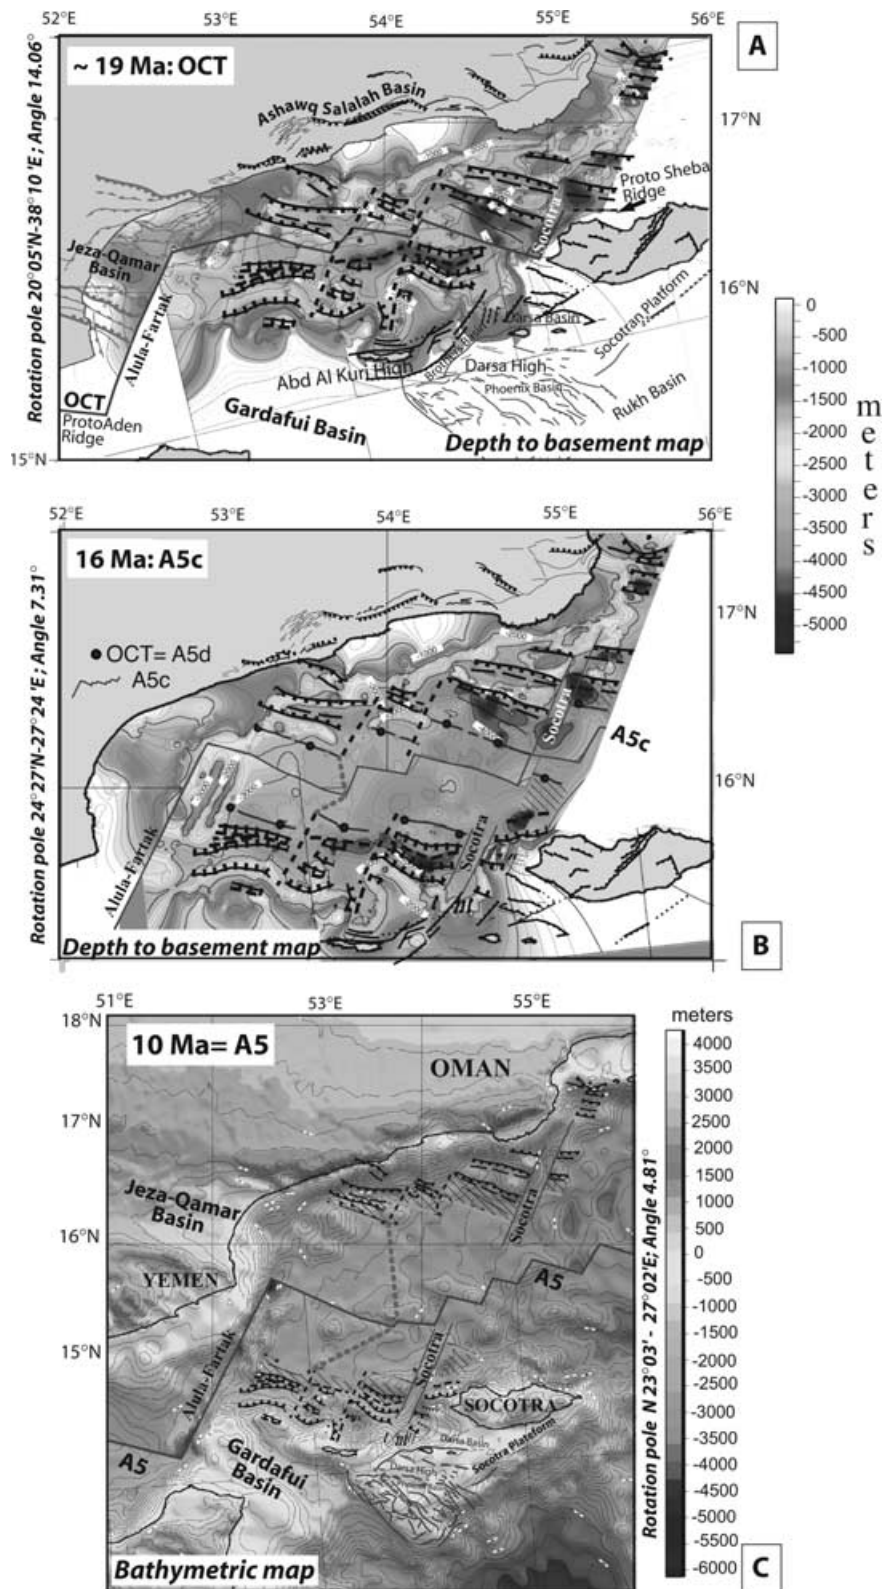 52°E 53°E 54°E 55°E 56°E
A
~ 19 Ma: OCT
Ashawq Salalah Basin
17°N
Proto Sheba
Ridge
Socotra
Jeza-Qamar
Basin
Alula-Fartak
16°N
Socotran Platform
Darsa Basin
Abd Al Kuri High
Darsa High
Phoenix Basin
Rukh Basin
Gardafui Basin
OCT
ProtoAden
Ridge
Depth to basement map
15°N
Rotation pole 20°05'N-38°10'E; Angle 14.06°
0
-500
-1000
-1500
-2000
-2500
-3000
-3500
-4000
-4500
-5000
meters
52°E 53°E 54°E 55°E 56°E
16 Ma: A5c
17°N
OCT= A5d
A5c
-1000
Socotra
A5c
16°N
Alula-Fartak
Socotra
Depth to basement map
B
Rotation pole 24°27'N-27°24'E; Angle 7.31°
51°E 53°E 55°E
18°N
10 Ma= A5
OMAN
17°N
Jeza-Qamar
Basin
Socotra
16°N
YEMEN
A5
15°N
Alula-Fartak
Socotra
SOCOTRA
Darsa Basin
Socotra Plateform
Darsa High
A5
Gardafui
Basin
Bathymetric map
C
Rotation pole N 23°03' - 27°02'E; Angle 4.81°
meters
4000
3500
3000
2500
2000
1500
1000
500
0
-500
-1000
-1500
-2000
-2500
-3000
-3500
-4000
-4500
-5000
-5500
-6000